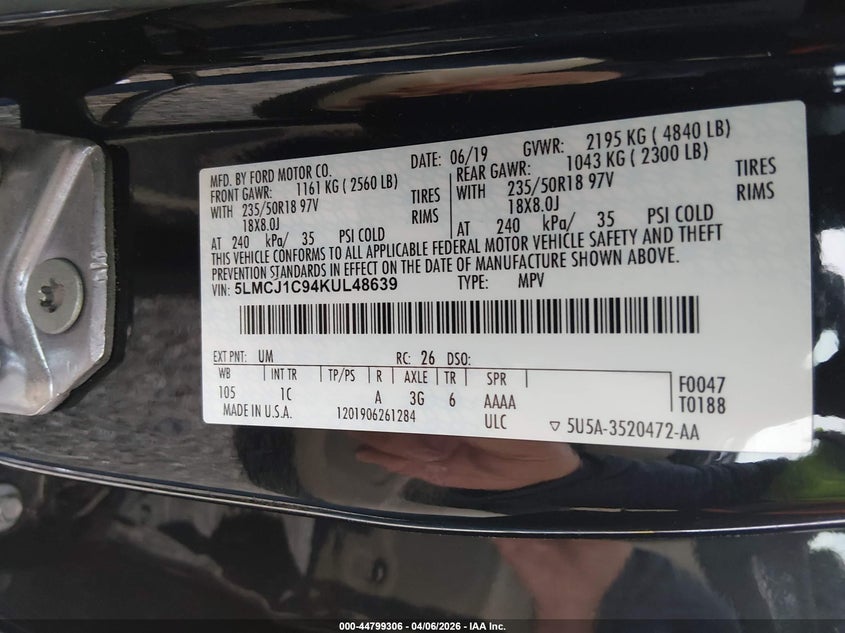 MFD. BY FORD MOTOR CO. DATE: 06/19 GVWR: 2195 KG ( 4840 LB)
FRONT GAWR: 1161 KG ( 2560 LB) REAR GAWR: 1043 KG ( 2300 LB)
WITH 235/50R18 97V TIRES WITH 235/50R18 97V TIRES
18X8.0J RIMS 18X8.0J RIMS
AT 240 kPa/ 35 PSI COLD AT 240 kPa/ 35 PSI COLD
THIS VEHICLE CONFORMS TO ALL APPLICABLE FEDERAL MOTOR VEHICLE SAFETY AND THEFT
PREVENTION STANDARDS IN EFFECT ON THE DATE OF MANUFACTURE SHOWN ABOVE.
VIN: 5LMCJ1C94KUL48639 TYPE: MPV
EXT PNT: UM RC: 26 DSO:
WB INT TR TP/PS R AXLE TR SPR
105 1C A 3G 6 AAAA F0047
T0188
MADE IN U.S.A. 1201906261284 ULC 5U5A-3520472-AA
000-44799306 - 04/06/2026 - IAA Inc.